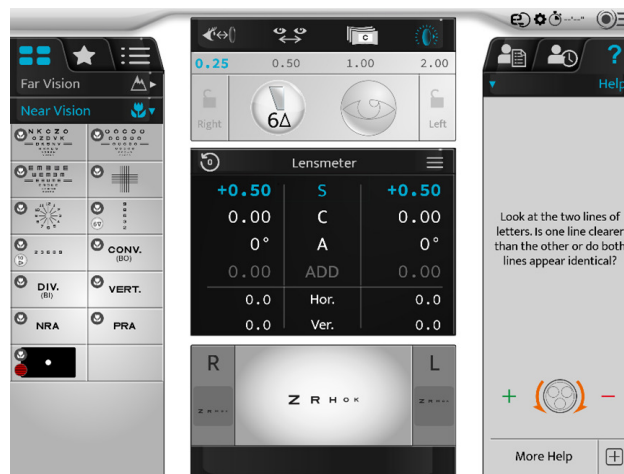 0.25 0.50 1.00 2.00
Right 6Δ Left
Far Vision
Near Vision
N K C Z O
O Z D V K
CONV.
(BO)
DIV.
(BI)
VERT.
NRA
PRA
Lensmeter
+0.50 S +0.50
0.00 C 0.00
0° A 0°
0.00 ADD 0.00
0.0 Hor. 0.0
0.0 Ver. 0.0
R L
Z R H O K
?
Help
Look at the two lines of
letters. Is one line clearer
than the other or do both
lines appear identical?
+ −
More Help